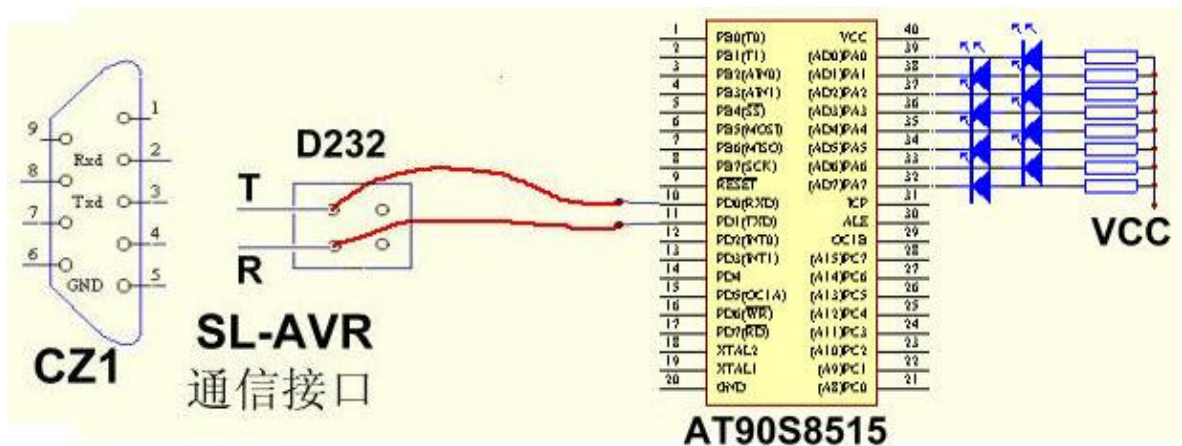 CZ1
1
2
3
4
5
9
8
7
6
Rxd
Txd
GND
D232
T
R
SL-AVR
通信接口
1
2
3
4
5
6
7
8
9
10
11
12
13
14
15
16
17
18
19
20
PB0(T0)
PB1(T1)
PB2(AIN0)
PB3(AIN1)
PB4(SS)
PB5(MOSI)
PB6(MISO)
PB7(SCK)
RESET
PD0(RXD)
PD1(TXD)
PD2(INT0)
PD3(INT1)
PD4
PD5(OC1A)
PD6(WR)
PD7(RD)
XTAL2
XTAL1
GND
VCC
(AD0)PA0
(AD1)PA1
(AD2)PA2
(AD3)PA3
(AD4)PA4
(AD5)PA5
(AD6)PA6
(AD7)PA7
ICP
ALE
OC1B
(A15)PC7
(A14)PC6
(A13)PC5
(A12)PC4
(A11)PC3
(A10)PC2
(A9)PC1
(A8)PC0
40
39
38
37
36
35
34
33
32
31
30
29
28
27
26
25
24
23
22
21
VCC
AT90S8515